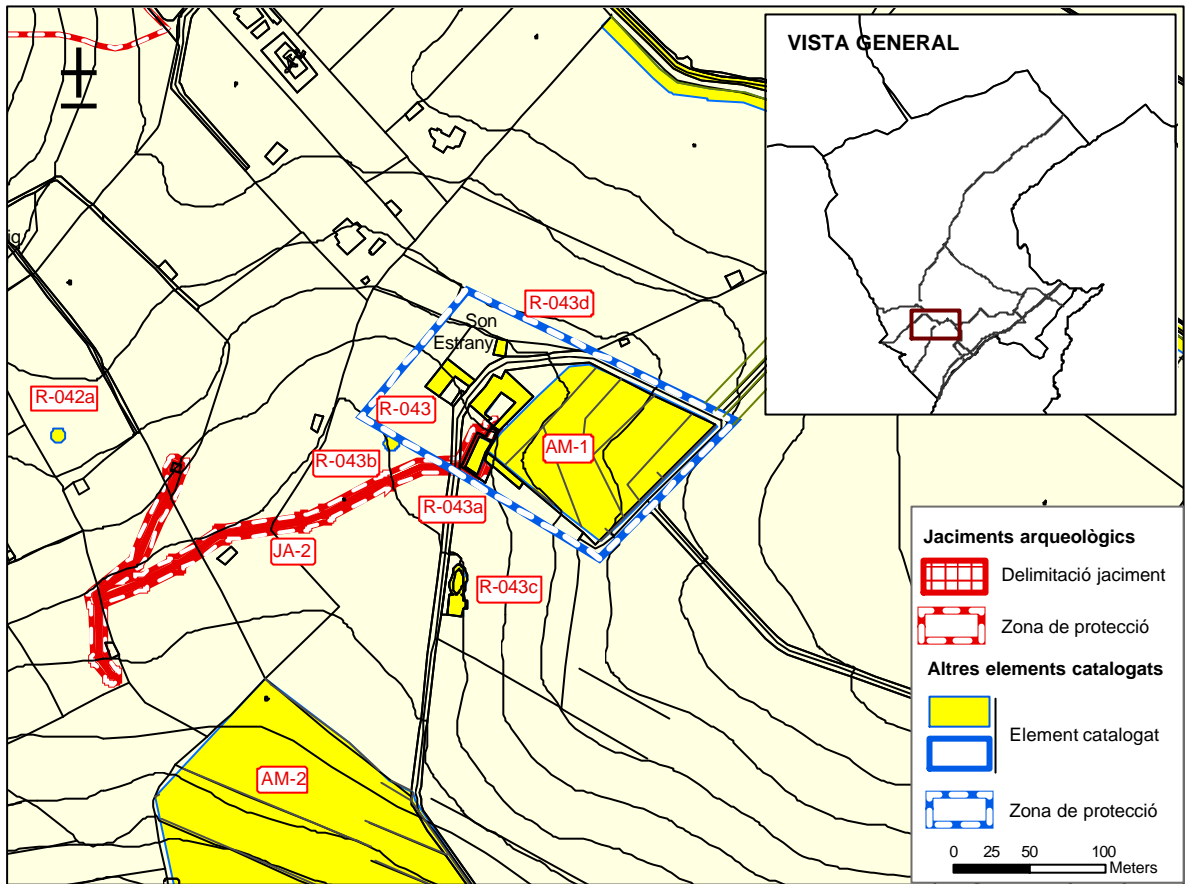 VISTA GENERAL
R-043d
Son
Estrany
R-042a
R-043
AM-1
R-043b
R-043a
JA-2
R-043c
AM-2
Jaciments arqueològics
Delimitació jaciment
Zona de protecció
Altres elements catalogats
Element catalogat
Zona de protecció
0 25 50 100
Meters